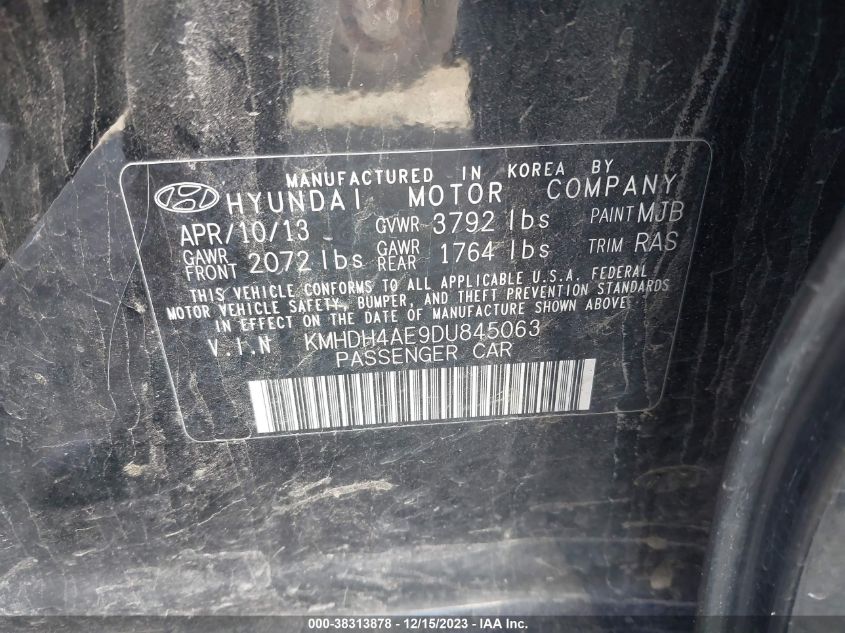 MANUFACTURED IN KOREA BY
HYUNDAI MOTOR COMPANY
APR/10/13 GVWR 3792 lbs PAINT MJB
GAWR FRONT 2072 lbs GAWR REAR 1764 lbs TRIM RAS
THIS VEHICLE CONFORMS TO ALL APPLICABLE U.S.A. FEDERAL
MOTOR VEHICLE SAFETY, BUMPER, AND THEFT PREVENTION STANDARDS
IN EFFECT ON THE DATE OF MANUFACTURE SHOWN ABOVE.
V.I.N KMHDH4AE9DU845063
PASSENGER CAR
000-38313878 - 12/15/2023 - IAA Inc.